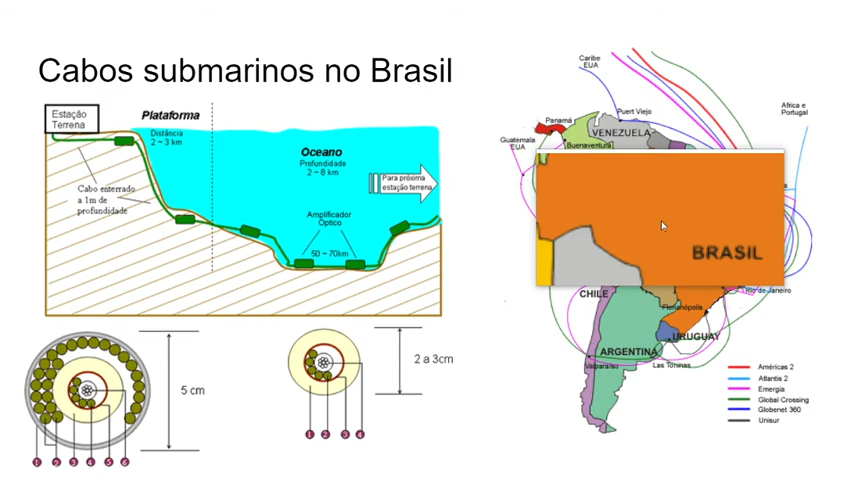 Cabos submarinos no Brasil
Estação
Terrena
Plataforma
Distância
2 ~ 3 km
Oceano
Profundidade
2 ~ 8 km
Para próxima
estação terrena
Cabo enterrado
a 1m de
profundidade
Amplificador
Óptico
50 ~ 70km
5 cm
1 2 3 4 5 6
2 a 3cm
1 2 3 4
Caribe
EUA
Africa e
Portugal
Panamá
Puert Viejo
VENEZUELA
Guatemala
EUA
Buenaventura
BRASIL
Rio de Janeiro
CHILE
Florianópolis
URUGUAY
ARGENTINA
Valparaíso
Las Toninas
Américas 2
Atlantis 2
Emergia
Global Crossing
Globenet 360
Unisur